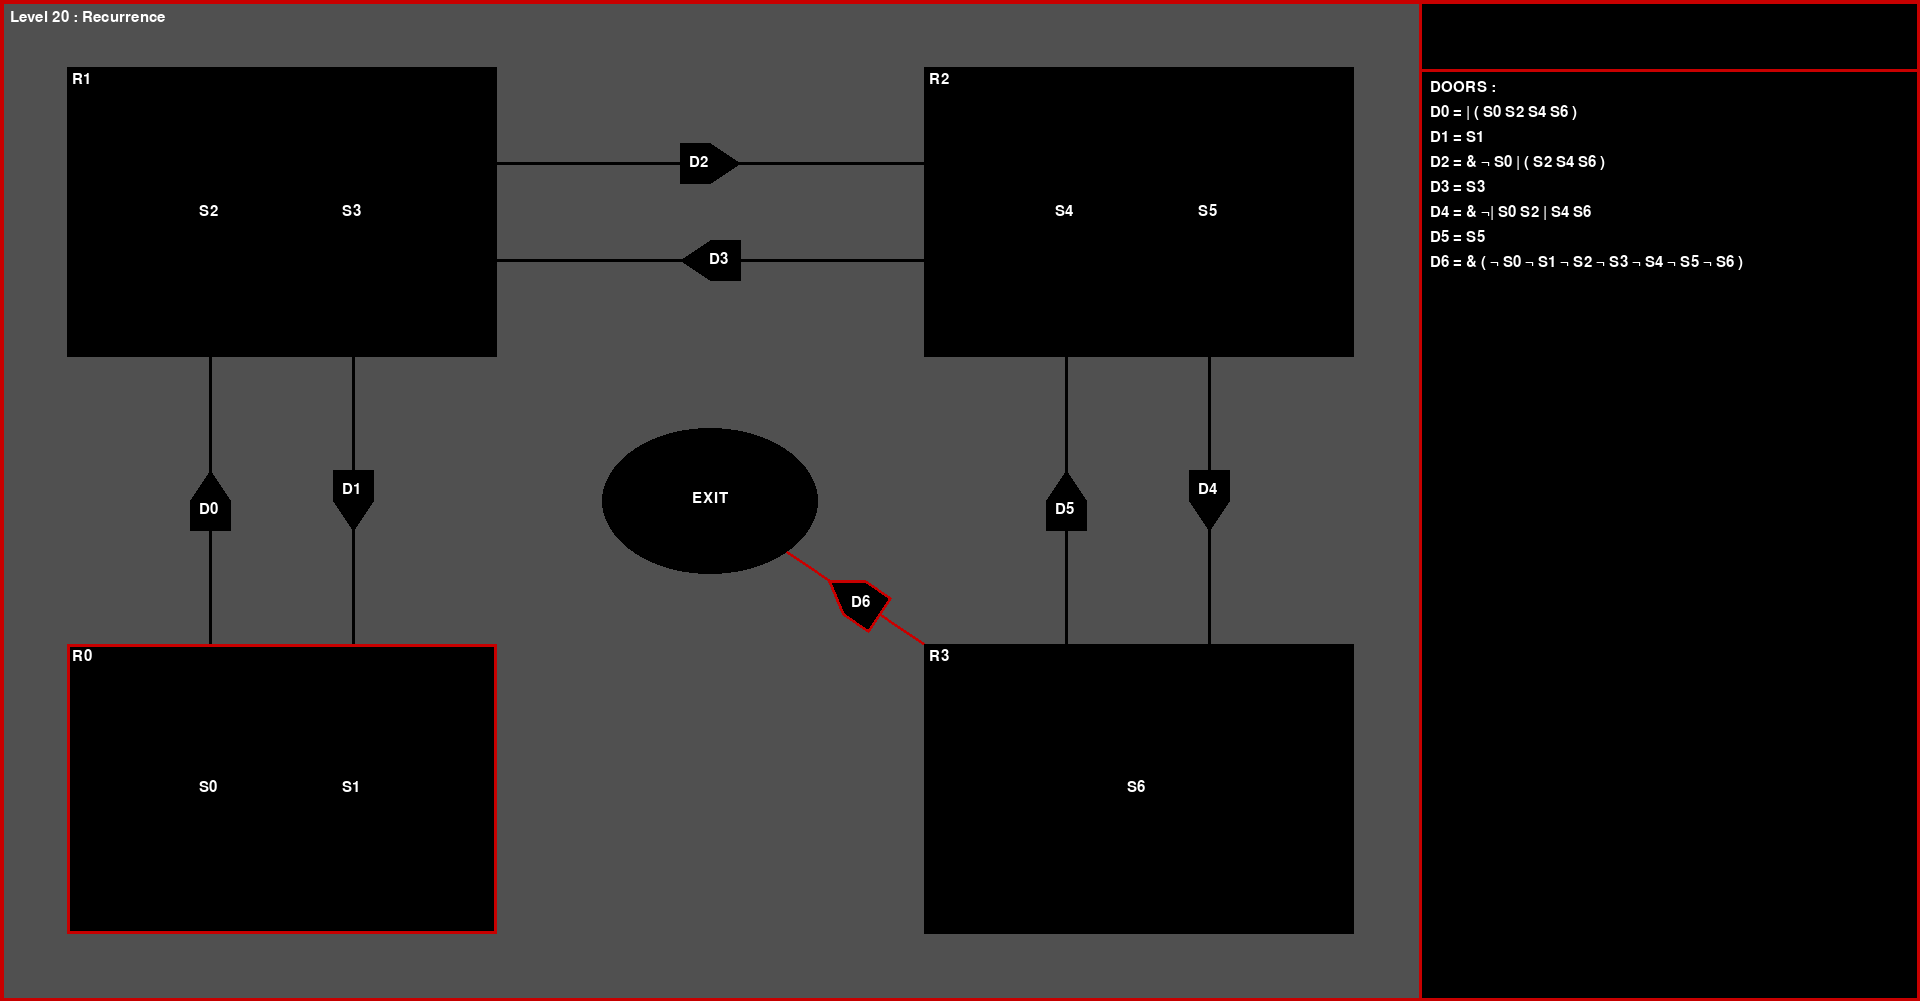 Level 20 : Recurrence
R1
R2
S2
S3
S4
S5
D2
D3
D0
D1
D5
D4
EXIT
D6
R0
R3
S0
S1
S6
DOORS :
D0 = | ( S0 S2 S4 S6 )
D1 = S1
D2 = & ¬ S0 | ( S2 S4 S6 )
D3 = S3
D4 = & ¬| S0 S2 | S4 S6
D5 = S5
D6 = & ( ¬ S0 ¬ S1 ¬ S2 ¬ S3 ¬ S4 ¬ S5 ¬ S6 )